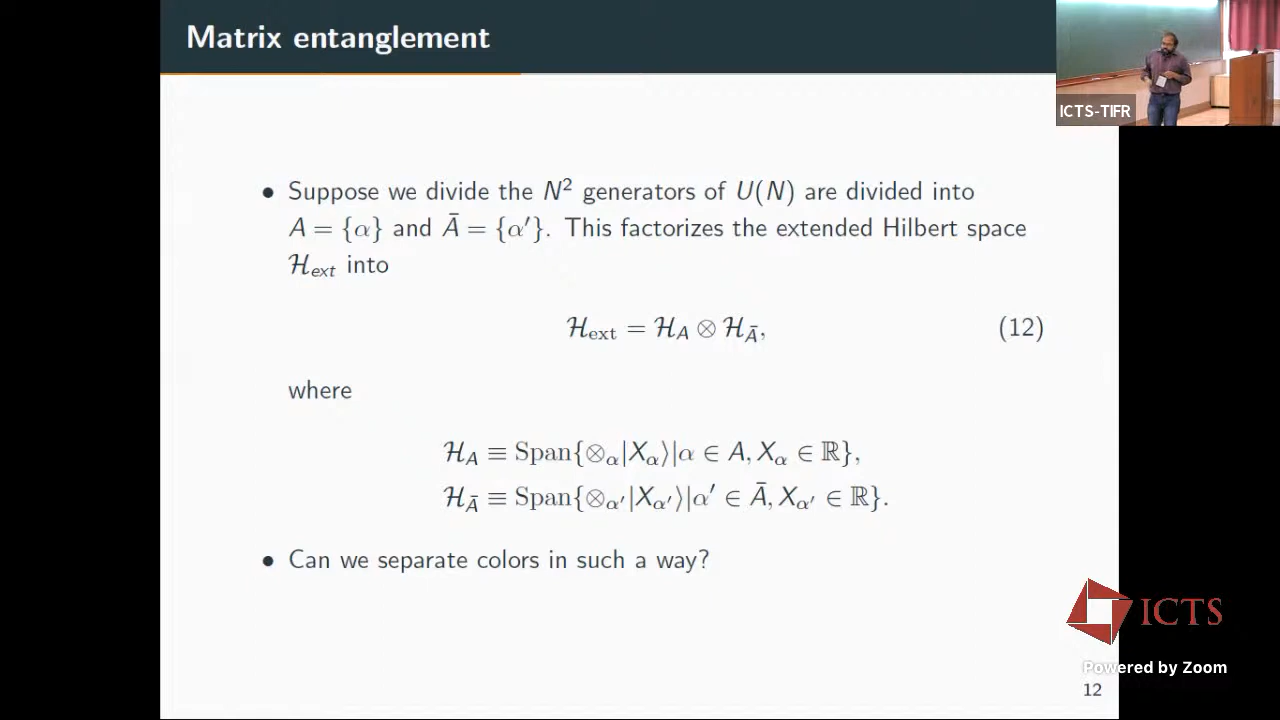 Matrix entanglement
ICTS-TIFR
• Suppose we divide the N² generators of U(N) are divided into
A = {α} and Ā = {α′}. This factorizes the extended Hilbert space
ℋ_ext into
ℋ_ext = ℋ_A ⊗ ℋ_Ā, (12)
where
ℋ_A ≡ Span{⊗_α|X_α⟩|α ∈ A, X_α ∈ ℝ},
ℋ_Ā ≡ Span{⊗_α′|X_α′⟩|α′ ∈ Ā, X_α′ ∈ ℝ}.
• Can we separate colors in such a way?
ICTS
Powered by Zoom
12